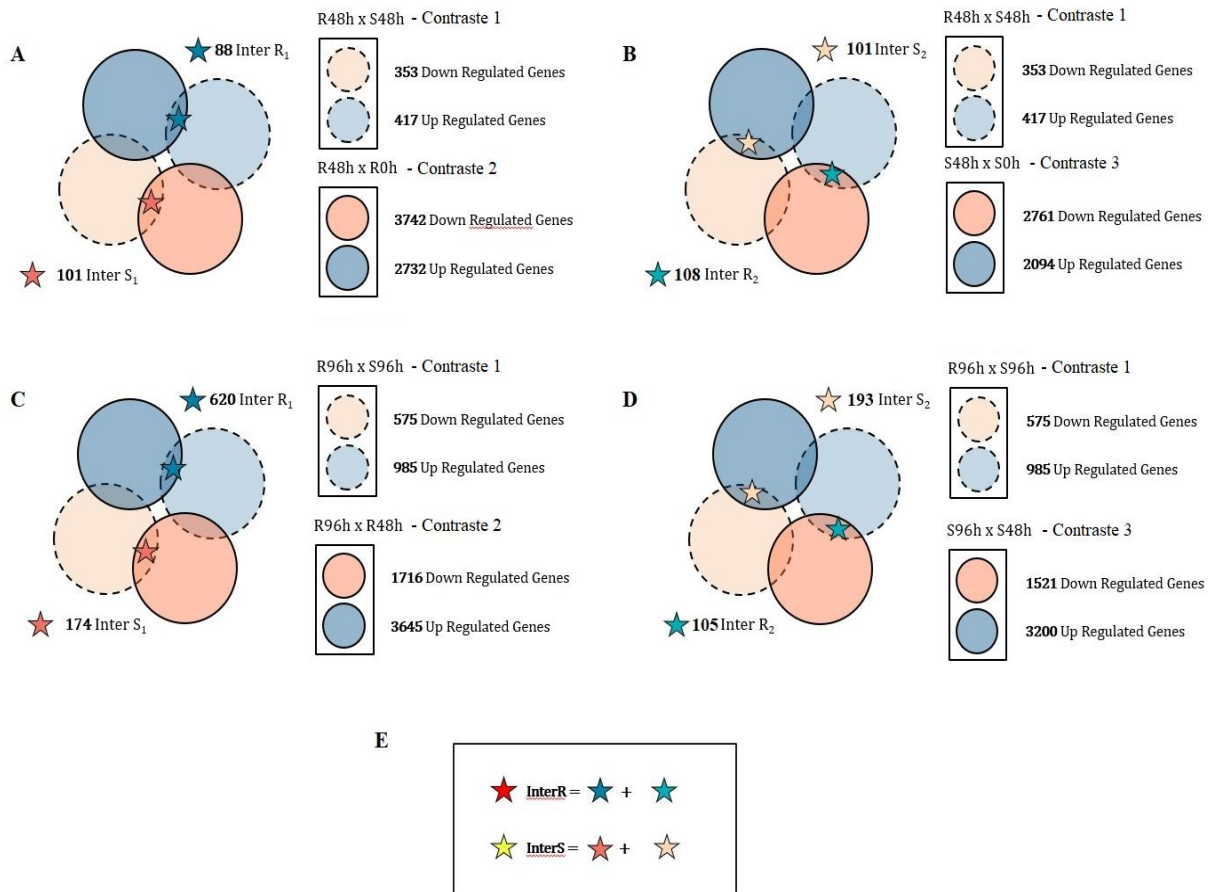 A
88 Inter R₁
101 Inter S₁
R48h x S48h - Contraste 1
353 Down Regulated Genes
417 Up Regulated Genes
R48h x R0h - Contraste 2
3742 Down Regulated Genes
2732 Up Regulated Genes
B
101 Inter S₂
108 Inter R₂
R48h x S48h - Contraste 1
353 Down Regulated Genes
417 Up Regulated Genes
S48h x S0h - Contraste 3
2761 Down Regulated Genes
2094 Up Regulated Genes
C
620 Inter R₁
174 Inter S₁
R96h x S96h - Contraste 1
575 Down Regulated Genes
985 Up Regulated Genes
R96h x R48h - Contraste 2
1716 Down Regulated Genes
3645 Up Regulated Genes
D
193 Inter S₂
105 Inter R₂
R96h x S96h - Contraste 1
575 Down Regulated Genes
985 Up Regulated Genes
S96h x S48h - Contraste 3
1521 Down Regulated Genes
3200 Up Regulated Genes
E
InterR = +
InterS = +